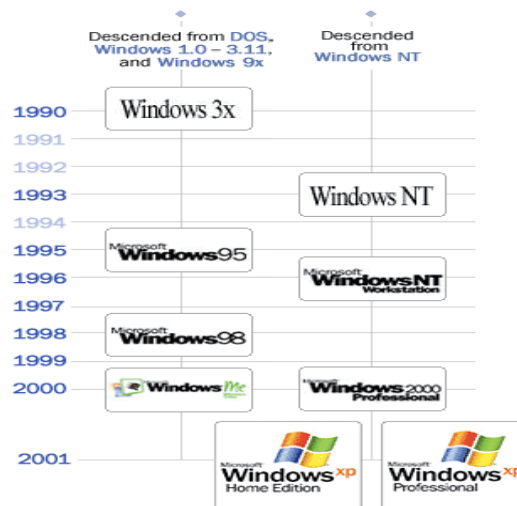 Descended from DOS,
Windows 1.0 – 3.11,
and Windows 9x
Descended
from
Windows NT
1990
Windows 3x
1991
1992
1993
Windows NT
1994
1995
Microsoft
Windows95
1996
Microsoft
WindowsNT
Workstation
1997
1998
Microsoft
Windows98
1999
2000
Windows Me
Microsoft
Windows 2000
Professional
2001
Microsoft
Windows xp
Home Edition
Microsoft
Windows xp
Professional